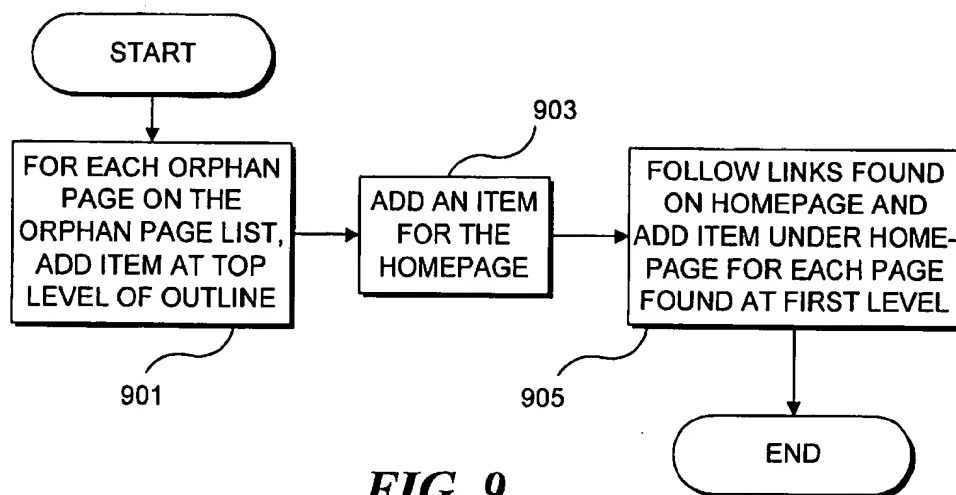 START
FOR EACH ORPHAN
PAGE ON THE
ORPHAN PAGE LIST,
ADD ITEM AT TOP
LEVEL OF OUTLINE
901
903
ADD AN ITEM
FOR THE
HOMEPAGE
FOLLOW LINKS FOUND
ON HOMEPAGE AND
ADD ITEM UNDER HOME-
PAGE FOR EACH PAGE
FOUND AT FIRST LEVEL
905
END
FIG. 9